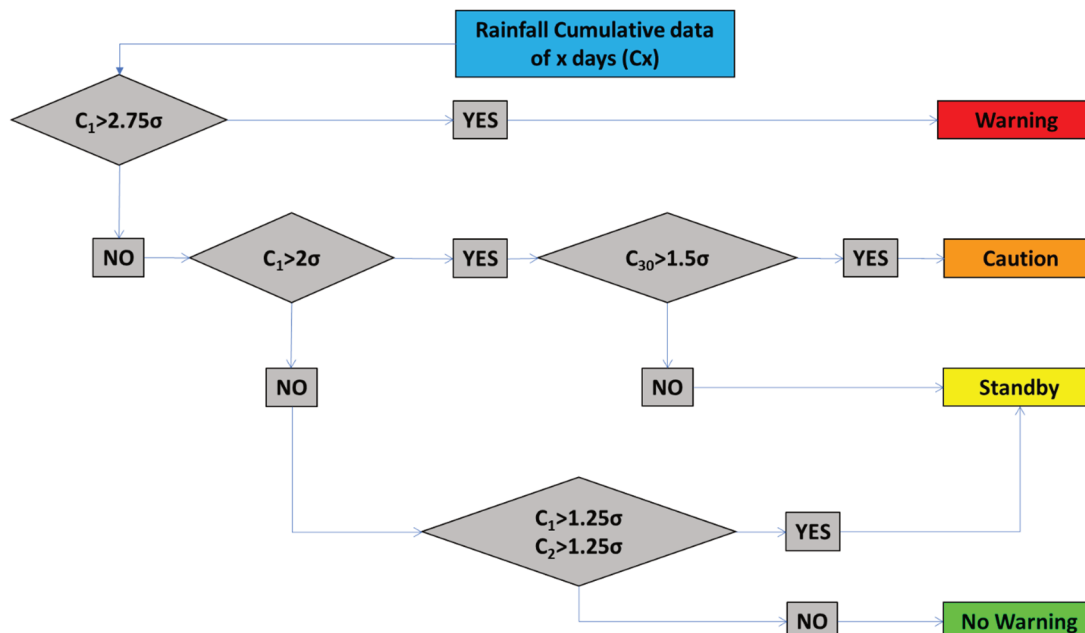 Rainfall Cumulative data
of x days (Cx)
C₁>2.75σ
YES
Warning
NO
C₁>2σ
YES
C₃₀>1.5σ
YES
Caution
NO
NO
Standby
C₁>1.25σ
C₂>1.25σ
YES
NO
No Warning